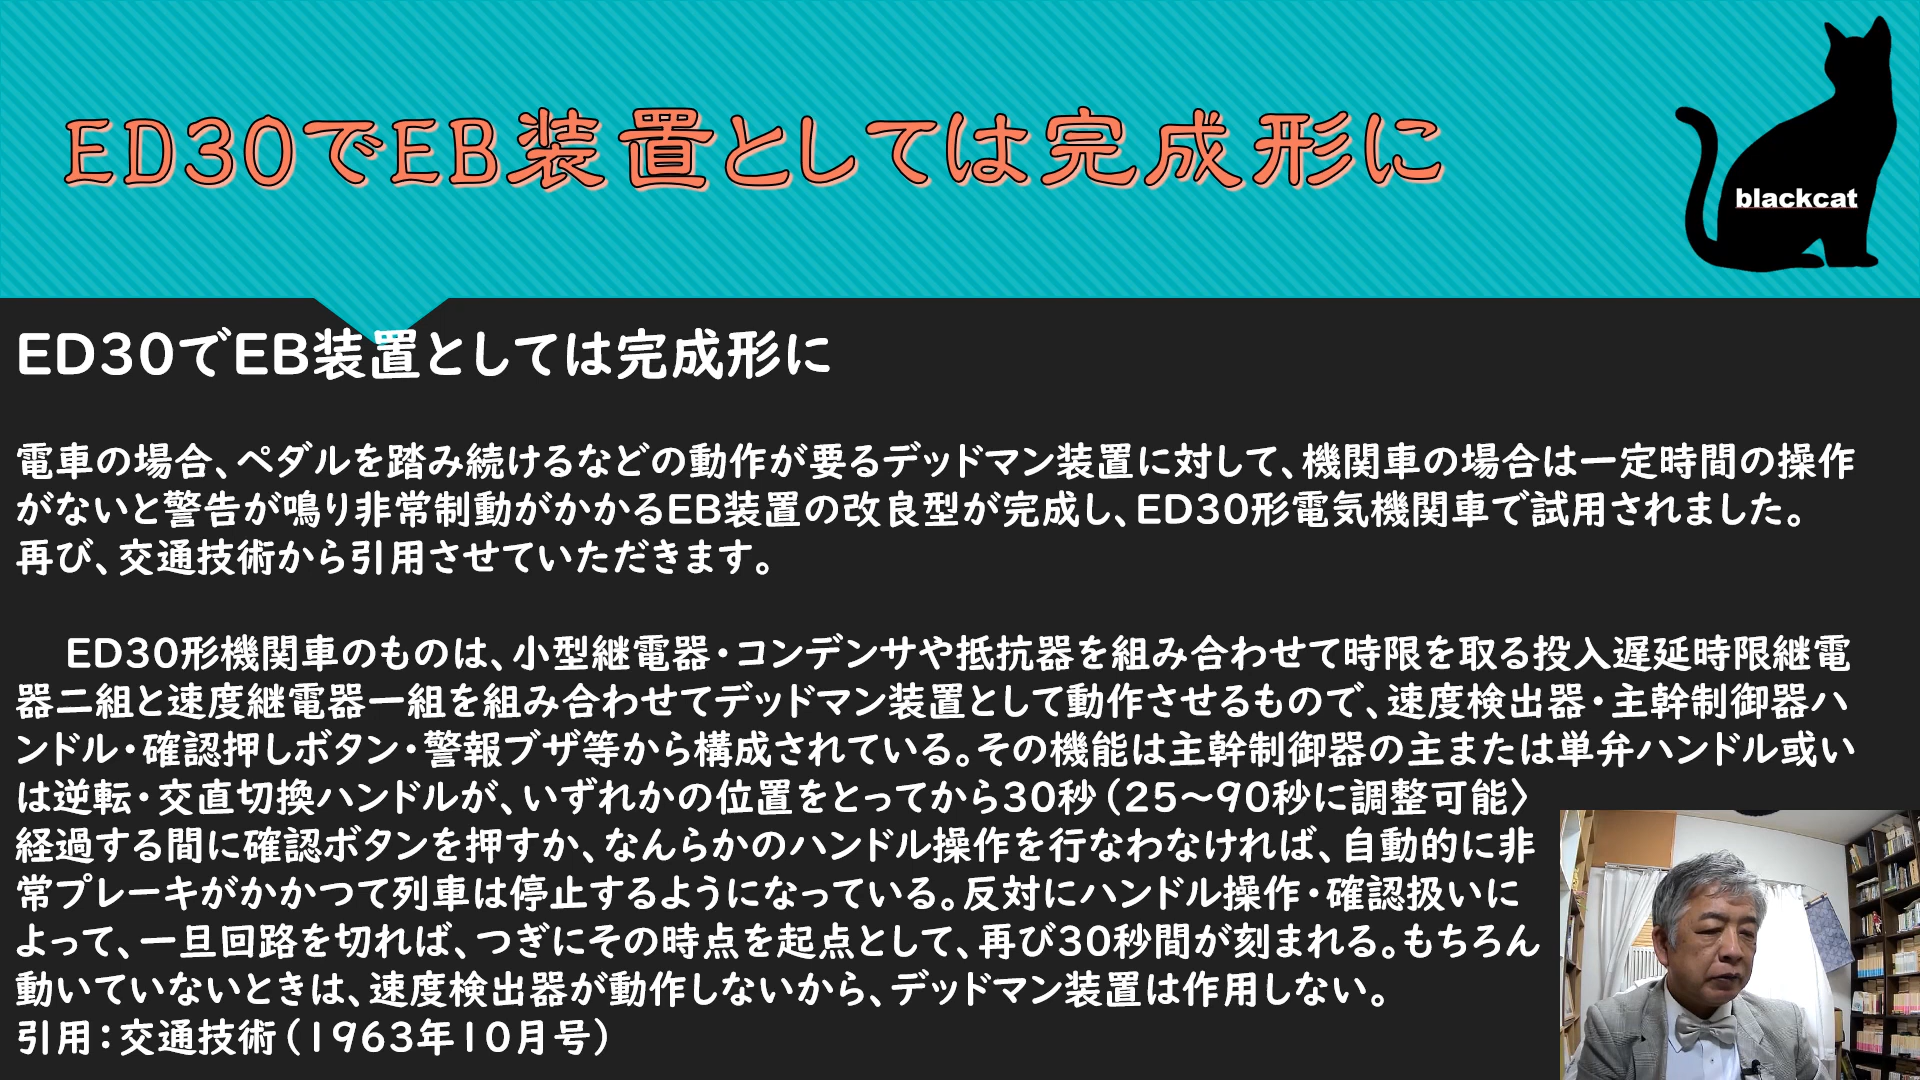 ED30でEB装置としては完成形に
blackcat
ED30でEB装置としては完成形に
電車の場合、ペダルを踏み続けるなどの動作が要るデッドマン装置に対して、機関車の場合は一定時間の操作
がないと警告が鳴り非常制動がかかるEB装置の改良型が完成し、ED30形電気機関車で試用されました。
再び、交通技術から引用させていただきます。
ED30形機関車のものは、小型継電器・コンデンサや抵抗器を組み合わせて時限を取る投入遅延時限継電
器二組と速度継電器一組を組み合わせてデッドマン装置として動作させるもので、速度検出器・主幹制御器ハ
ンドル・確認押しボタン・警報ブザ等から構成されている。その機能は主幹制御器の主または単弁ハンドル或い
は逆転・交直切換ハンドルが、いずれかの位置をとってから30秒（25～90秒に調整可能〉
経過する間に確認ボタンを押すか、なんらかのハンドル操作を行なわなければ、自動的に非
常プレーキがかかつて列車は停止するようになっている。反対にハンドル操作・確認扱いに
よって、一旦回路を切れば、つぎにその時点を起点として、再び30秒間が刻まれる。もちろん
動いていないときは、速度検出器が動作しないから、デッドマン装置は作用しない。
引用：交通技術（1963年10月号）